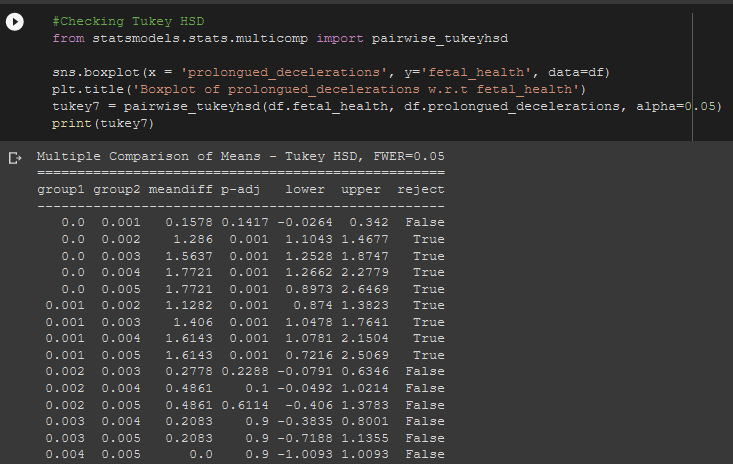 #Checking Tukey HSD
from statsmodels.stats.multicomp import pairwise_tukeyhsd
sns.boxplot(x = 'prolongued_decelerations', y='fetal_health', data=df)
plt.title('Boxplot of prolongued_decelerations w.r.t fetal_health')
tukey7 = pairwise_tukeyhsd(df.fetal_health, df.prolongued_decelerations, alpha=0.05)
print(tukey7)
Multiple Comparison of Means - Tukey HSD, FWER=0.05
===================================================
group1 group2 meandiff p-adj lower upper reject
---------------------------------------------------
0.0 0.001 0.1578 0.1417 -0.0264 0.342 False
0.0 0.002 1.286 0.001 1.1043 1.4677 True
0.0 0.003 1.5637 0.001 1.2528 1.8747 True
0.0 0.004 1.7721 0.001 1.2662 2.2779 True
0.0 0.005 1.7721 0.001 0.8973 2.6469 True
0.001 0.002 1.1282 0.001 0.874 1.3823 True
0.001 0.003 1.406 0.001 1.0478 1.7641 True
0.001 0.004 1.6143 0.001 1.0781 2.1504 True
0.001 0.005 1.6143 0.001 0.7216 2.5069 True
0.002 0.003 0.2778 0.2288 -0.0791 0.6346 False
0.002 0.004 0.4861 0.1 -0.0492 1.0214 False
0.002 0.005 0.4861 0.6114 -0.406 1.3783 False
0.003 0.004 0.2083 0.9 -0.3835 0.8001 False
0.003 0.005 0.2083 0.9 -0.7188 1.1355 False
0.004 0.005 0.0 0.9 -1.0093 1.0093 False